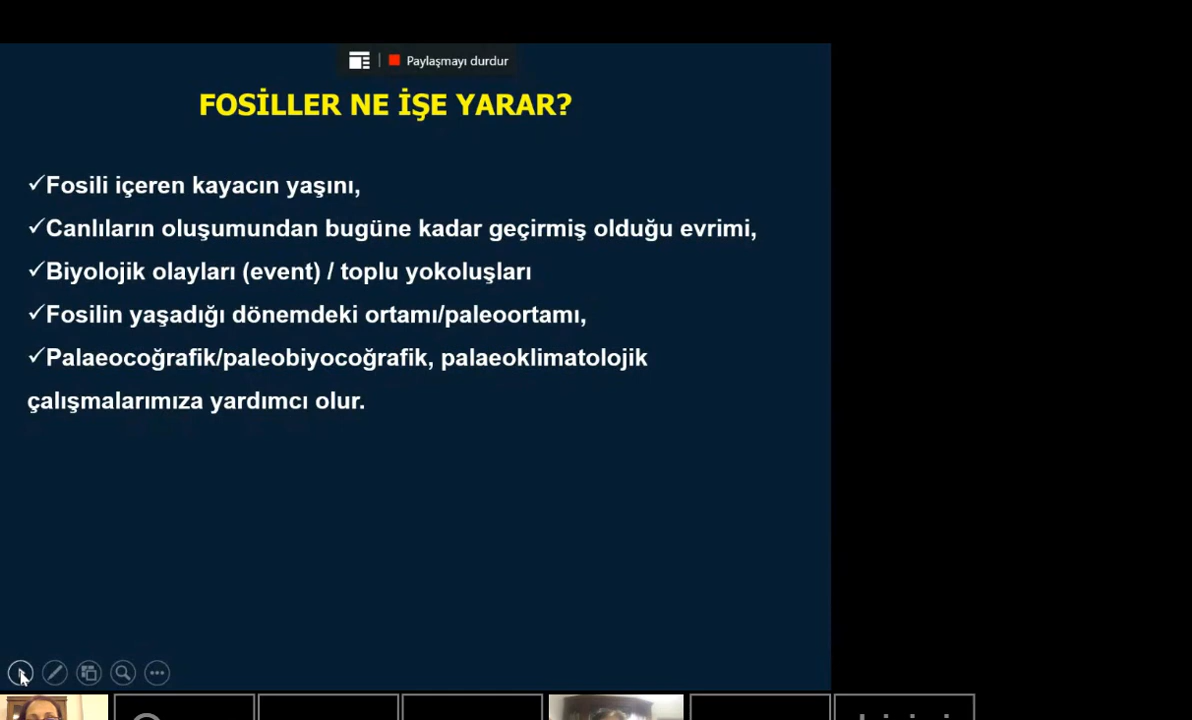 Paylaşmayı durdur
FOSİLLER NE İŞE YARAR?
✓Fosili içeren kayacın yaşını,
✓Canlıların oluşumundan bugüne kadar geçirmiş olduğu evrimi,
✓Biyolojik olayları (event) / toplu yokoluşları
✓Fosilin yaşadığı dönemdeki ortamı/paleoortamı,
✓Palaeocoğrafik/paleobiyocoğrafik, palaeoklimatolojik
çalışmalarımıza yardımcı olur.